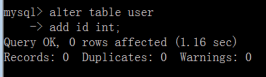 mysql> alter table user
    -> add id int;
Query OK, 0 rows affected (1.16 sec)
Records: 0  Duplicates: 0  Warnings: 0